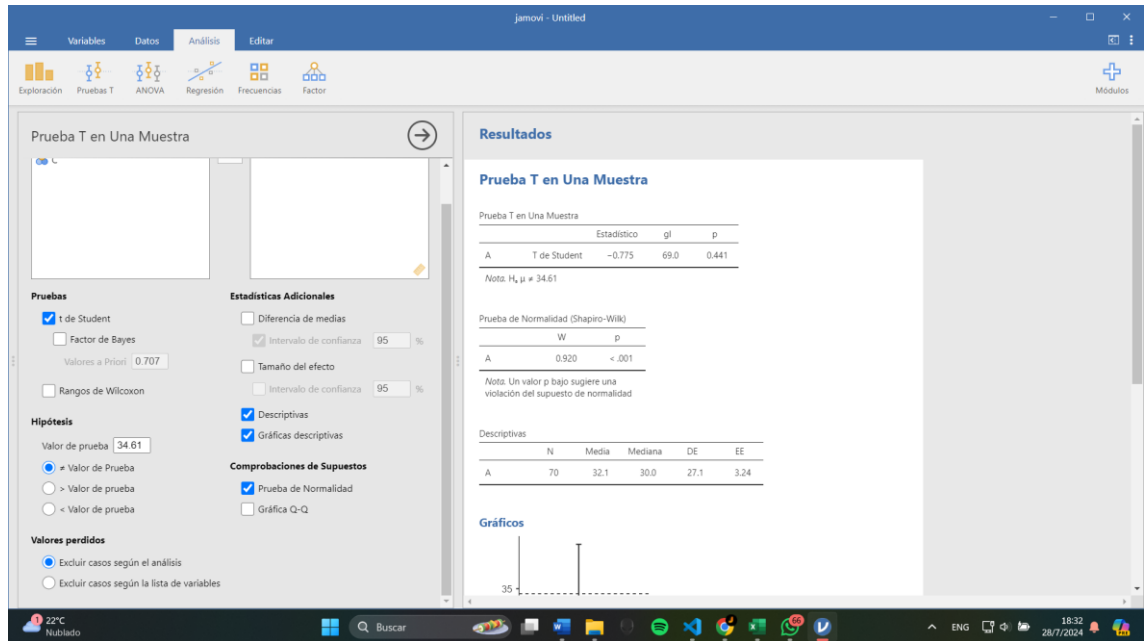 jamovi - Untitled
Variables Datos Análisis Editar
Exploración Pruebas T ANOVA Regresión Frecuencias Factor Módulos
Prueba T en Una Muestra
C
Pruebas
t de Student
Factor de Bayes
Valores a Priori 0.707
Rangos de Wilcoxon
Hipótesis
Valor de prueba 34.61
≠ Valor de Prueba
> Valor de prueba
< Valor de prueba
Valores perdidos
Excluir casos según el análisis
Excluir casos según la lista de variables
Estadísticas Adicionales
Diferencia de medias
Intervalo de confianza 95 %
Tamaño del efecto
Intervalo de confianza 95 %
Descriptivas
Gráficas descriptivas
Comprobaciones de Supuestos
Prueba de Normalidad
Gráfica Q-Q
Resultados
Prueba T en Una Muestra
Prueba T en Una Muestra
Estadístico gl p
A T de Student −0.775 69.0 0.441
Nota. Hₐ μ ≠ 34.61
Prueba de Normalidad (Shapiro-Wilk)
W p
A 0.920 < .001
Nota. Un valor p bajo sugiere una
violación del supuesto de normalidad
Descriptivas
N Media Mediana DE EE
A 70 32.1 30.0 27.1 3.24
Gráficos
35
1
22°C
Nublado
Buscar
66
ENG
18:32
28/7/2024